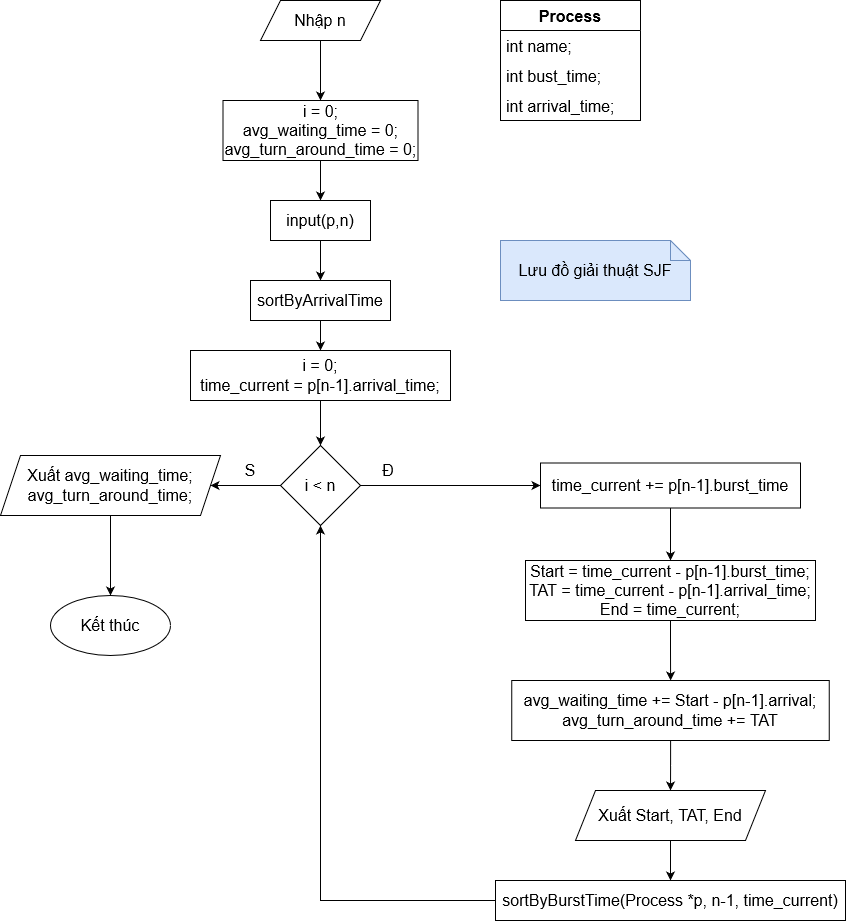 Nhập n
Process
int name;
int bust_time;
int arrival_time;
i = 0;
avg_waiting_time = 0;
avg_turn_around_time = 0;
input(p,n)
Lưu đồ giải thuật SJF
sortByArrivalTime
i = 0;
time_current = p[n-1].arrival_time;
Xuất avg_waiting_time;
avg_turn_around_time;
S
i < n
Đ
time_current += p[n-1].burst_time
Start = time_current - p[n-1].burst_time;
TAT = time_current - p[n-1].arrival_time;
End = time_current;
Kết thúc
avg_waiting_time += Start - p[n-1].arrival;
avg_turn_around_time += TAT
Xuất Start, TAT, End
sortByBurstTime(Process *p, n-1, time_current)